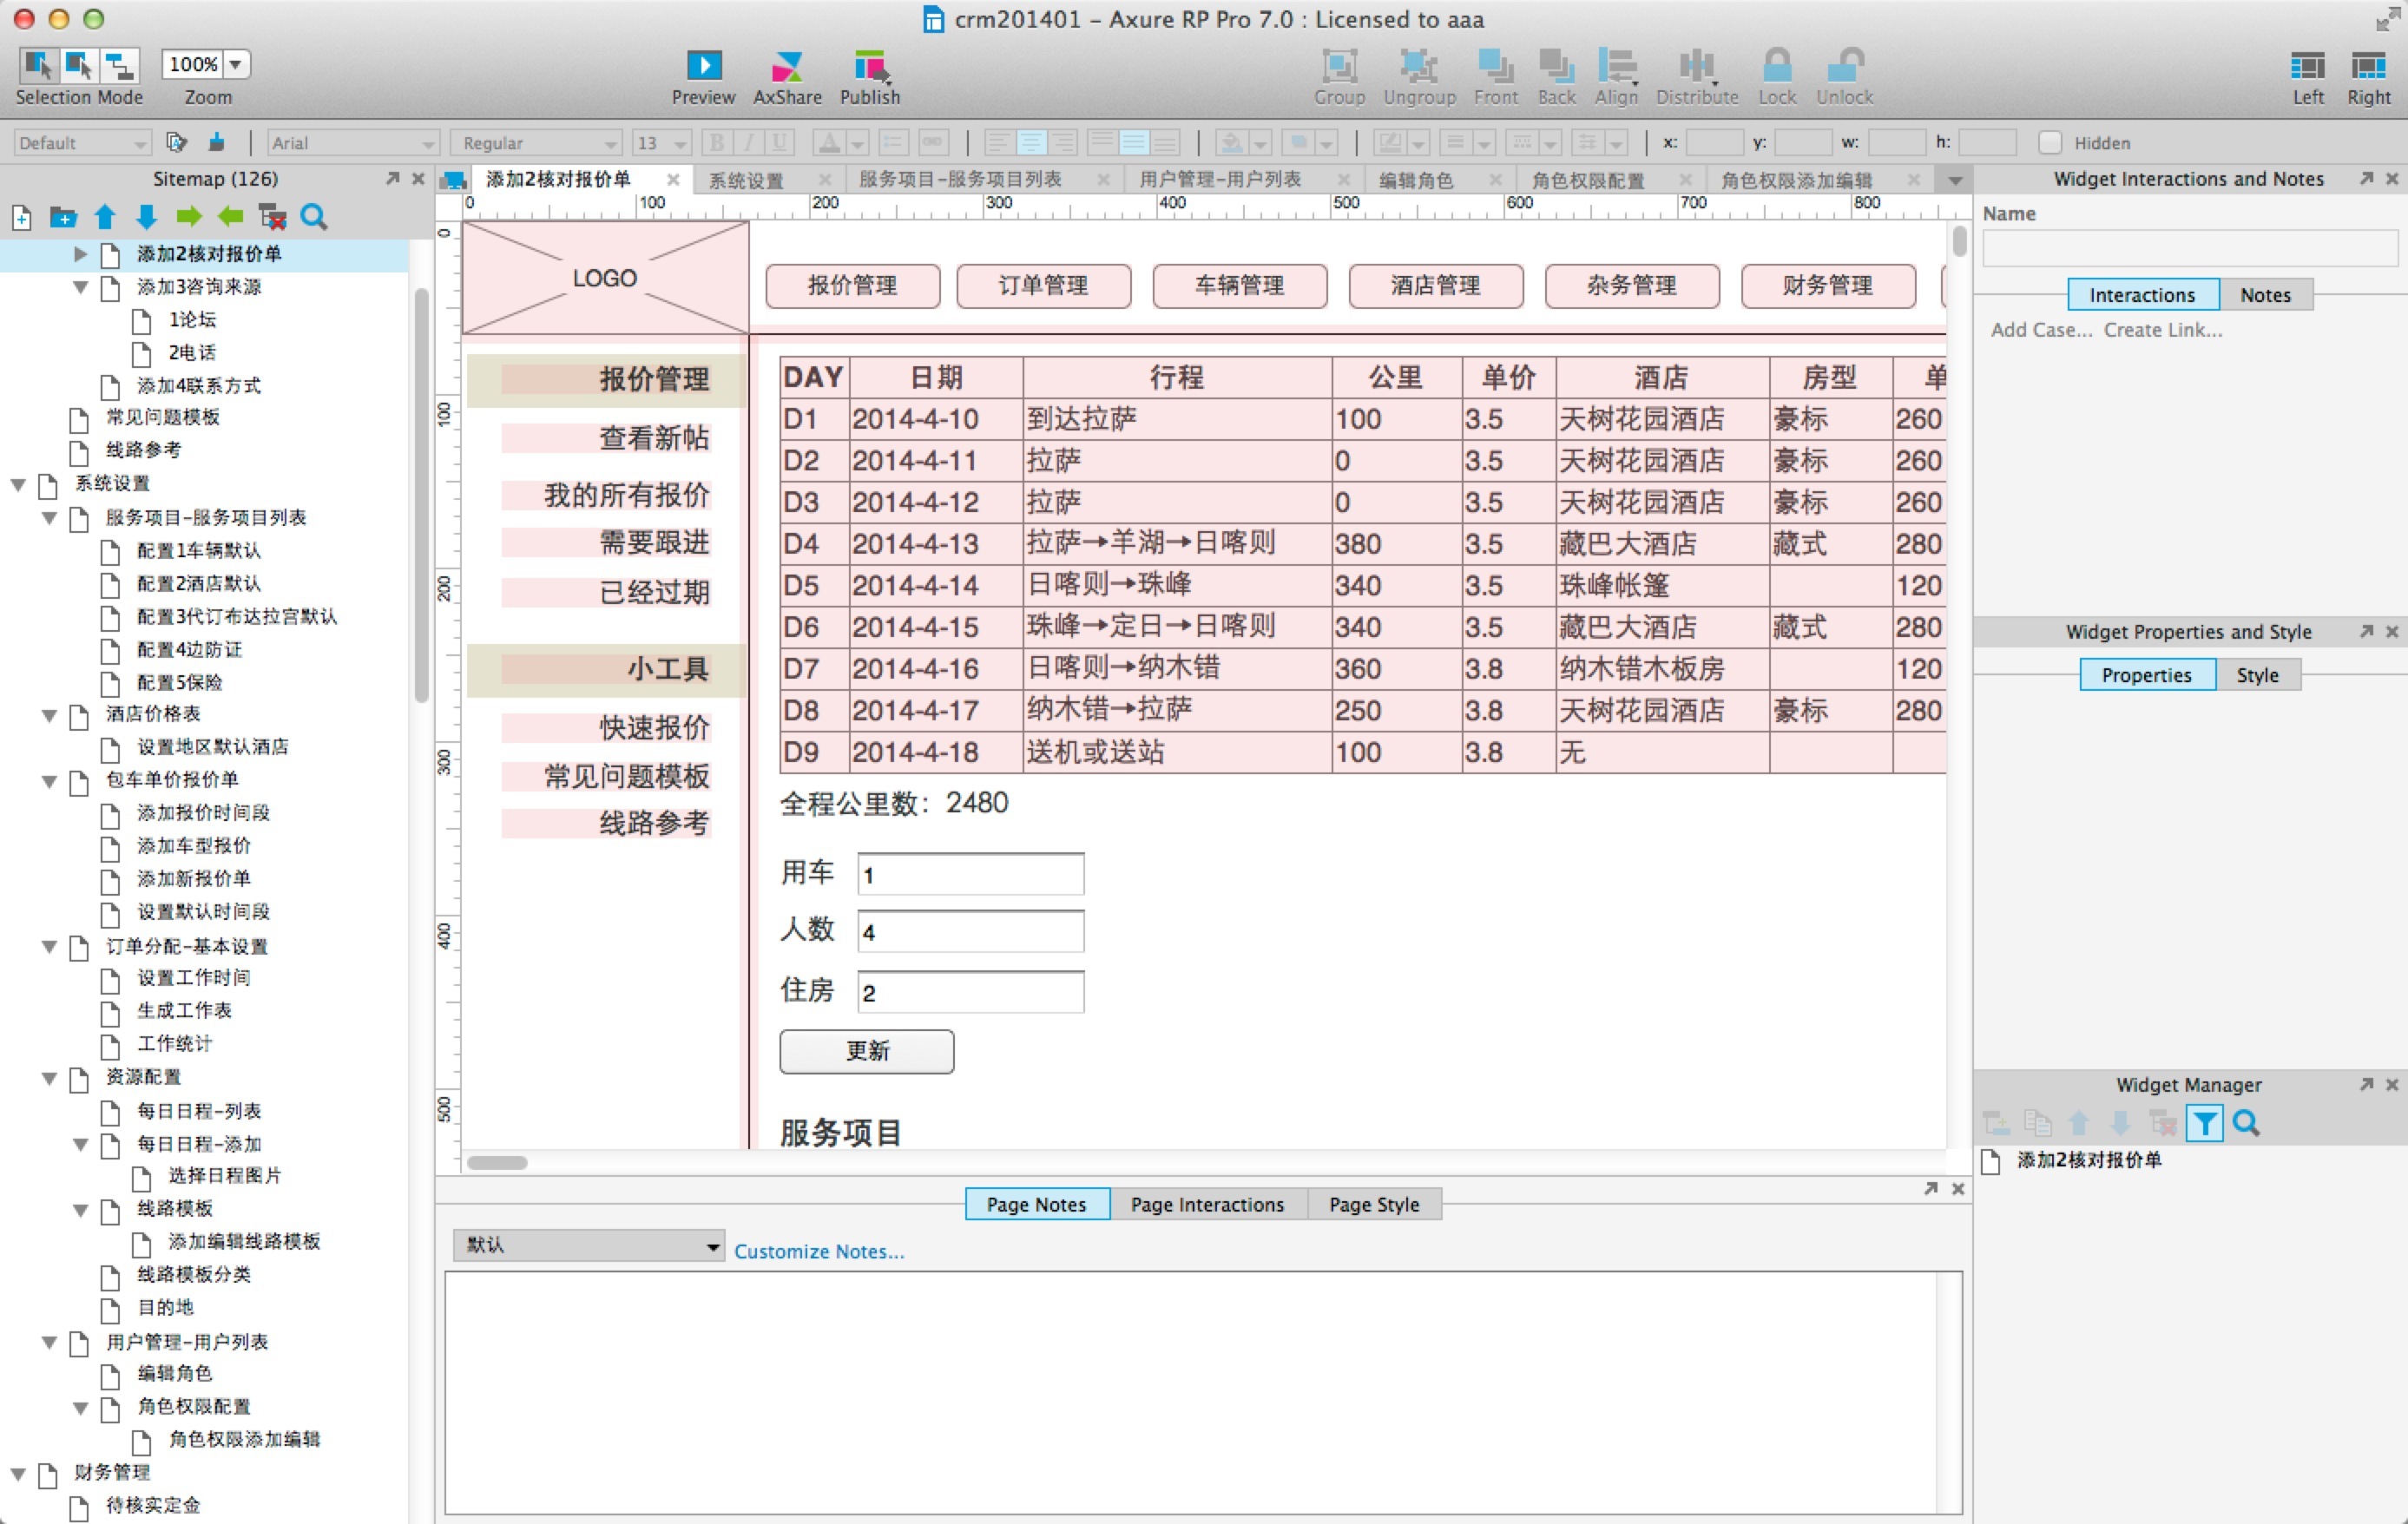 crm201401 – Axure RP Pro 7.0 : Licensed to aaa
100%
Selection Mode
Zoom
Preview
AxShare
Publish
Group
Ungroup
Front
Back
Align
Distribute
Lock
Unlock
Left
Right
Default
Arial
Regular
13
B
I
U
A
x:
y:
w:
h:
Hidden
Sitemap (126)
添加2核对报价单
添加3咨询来源
1论坛
2电话
添加4联系方式
常见问题模板
线路参考
系统设置
服务项目-服务项目列表
配置1车辆默认
配置2酒店默认
配置3代订布达拉宫默认
配置4边防证
配置5保险
酒店价格表
设置地区默认酒店
包车单价报价单
添加报价时间段
添加车型报价
添加新报价单
设置默认时间段
订单分配-基本设置
设置工作时间
生成工作表
工作统计
资源配置
每日日程-列表
每日日程-添加
选择日程图片
线路模板
添加编辑线路模板
线路模板分类
目的地
用户管理-用户列表
编辑角色
角色权限配置
角色权限添加编辑
财务管理
待核实定金
添加2核对报价单
系统设置
服务项目-服务项目列表
用户管理-用户列表
编辑角色
角色权限配置
角色权限添加编辑
0 100 200 300 400 500 600 700 800
0
100
200
300
400
500
LOGO
报价管理
订单管理
车辆管理
酒店管理
杂务管理
财务管理
报价管理
查看新帖
我的所有报价
需要跟进
已经过期
小工具
快速报价
常见问题模板
线路参考
DAY 日期 行程 公里 单价 酒店 房型 单
D1 2014-4-10 到达拉萨 100 3.5 天树花园酒店 豪标 260
D2 2014-4-11 拉萨 0 3.5 天树花园酒店 豪标 260
D3 2014-4-12 拉萨 0 3.5 天树花园酒店 豪标 260
D4 2014-4-13 拉萨→羊湖→日喀则 380 3.5 藏巴大酒店 藏式 280
D5 2014-4-14 日喀则→珠峰 340 3.5 珠峰帐篷 120
D6 2014-4-15 珠峰→定日→日喀则 340 3.5 藏巴大酒店 藏式 280
D7 2014-4-16 日喀则→纳木错 360 3.8 纳木错木板房 120
D8 2014-4-17 纳木错→拉萨 250 3.8 天树花园酒店 豪标 280
D9 2014-4-18 送机或送站 100 3.8 无
全程公里数：2480
用车 1
人数 4
住房 2
更新
服务项目
Page Notes
Page Interactions
Page Style
默认
Customize Notes...
Widget Interactions and Notes
Name
Interactions
Notes
Add Case... Create Link...
Widget Properties and Style
Properties
Style
Widget Manager
添加2核对报价单